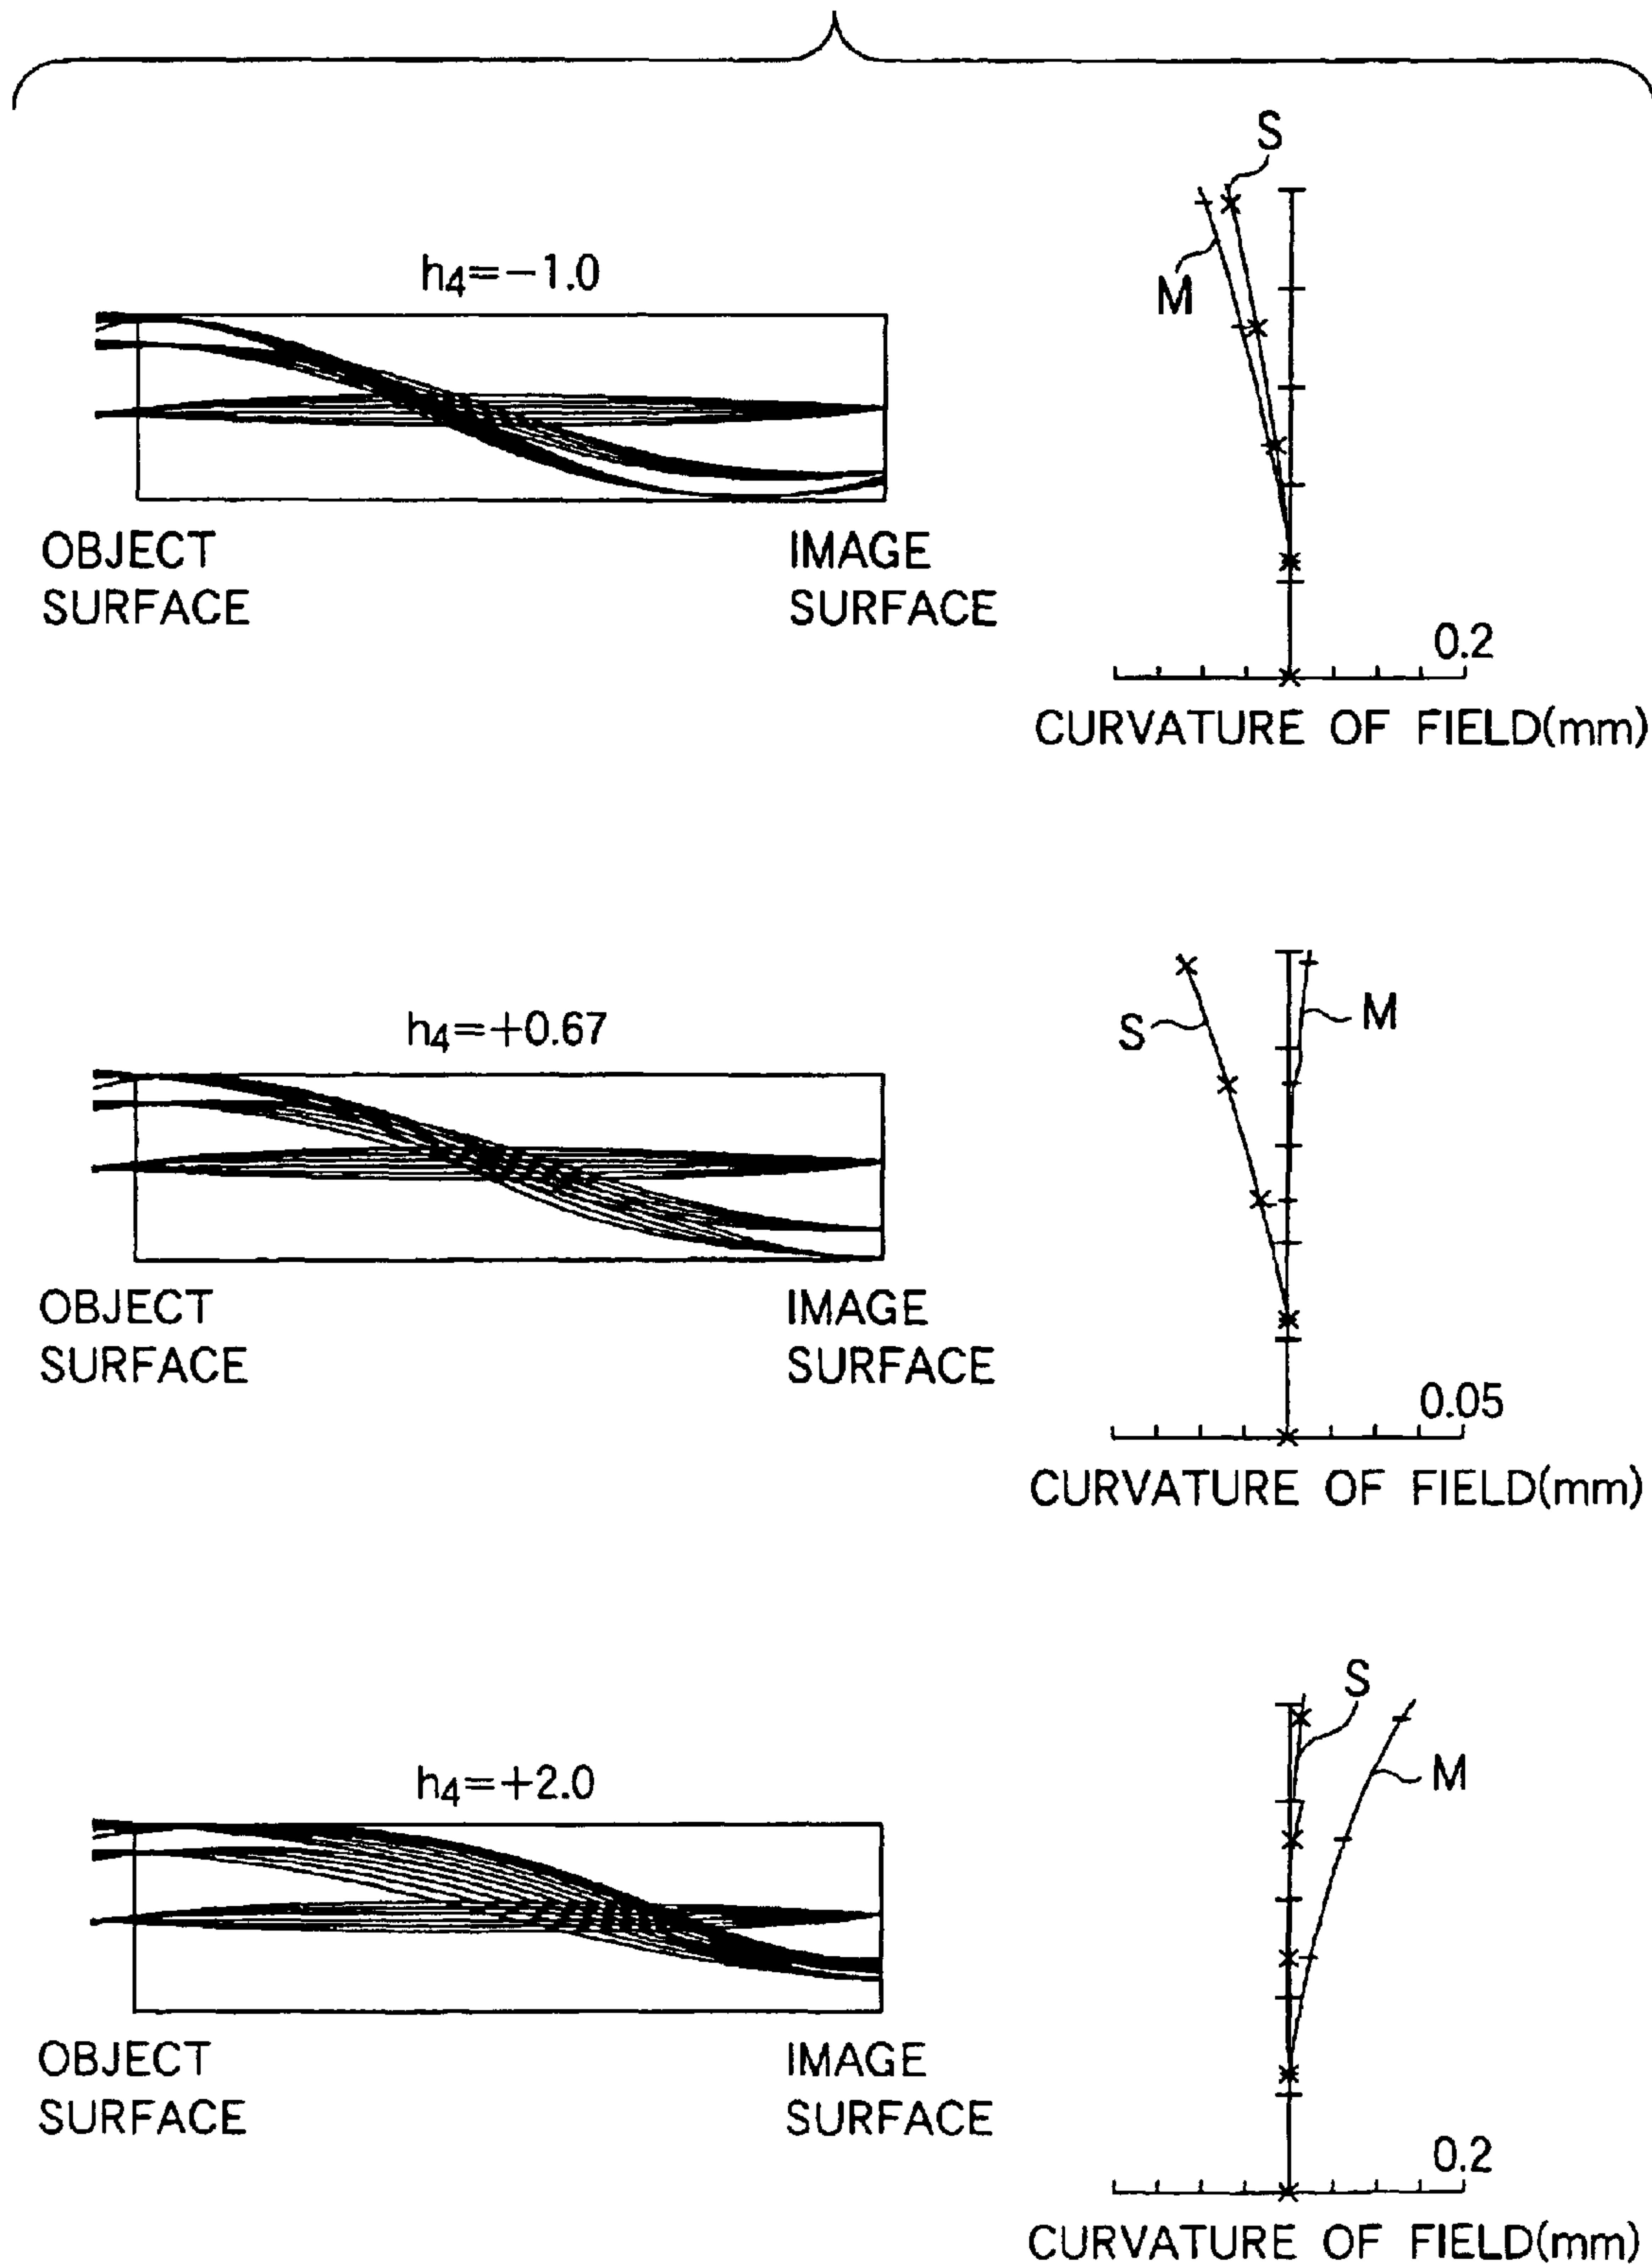 S
h4=−1.0
M
OBJECT
SURFACE
IMAGE
SURFACE
0.2
CURVATURE OF FIELD(mm)
h4=+0.67
S
M
OBJECT
SURFACE
IMAGE
SURFACE
0.05
CURVATURE OF FIELD(mm)
S
h4=+2.0
M
OBJECT
SURFACE
IMAGE
SURFACE
0.2
CURVATURE OF FIELD(mm)